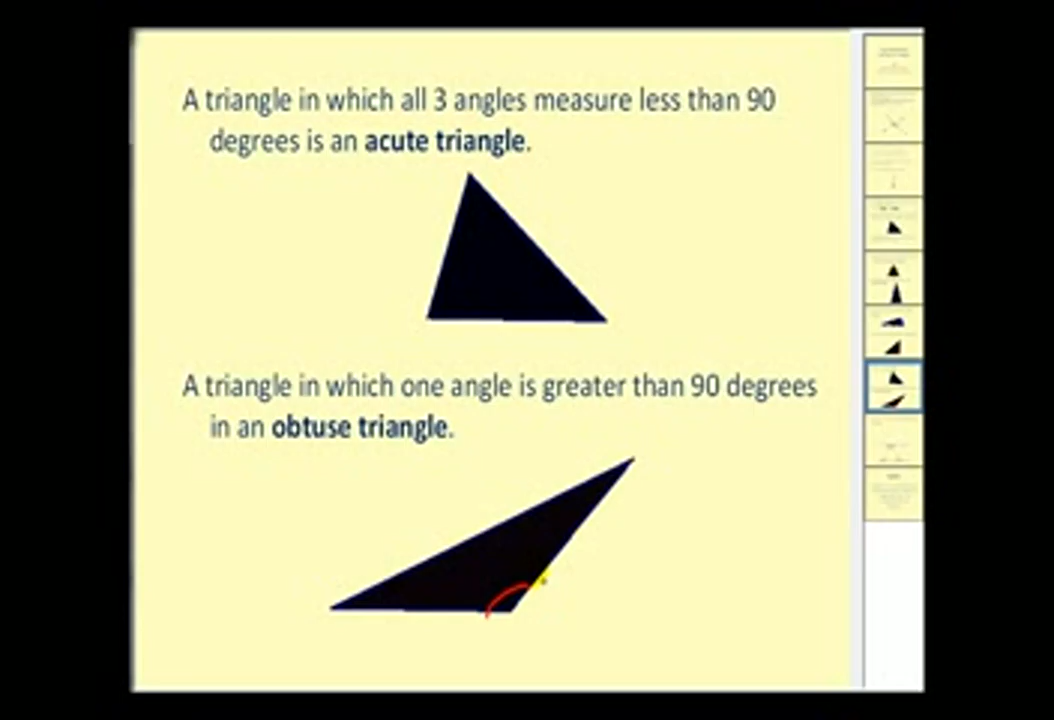 A triangle in which all 3 angles measure less than 90
degrees is an acute triangle.
A triangle in which one angle is greater than 90 degrees
in an obtuse triangle.